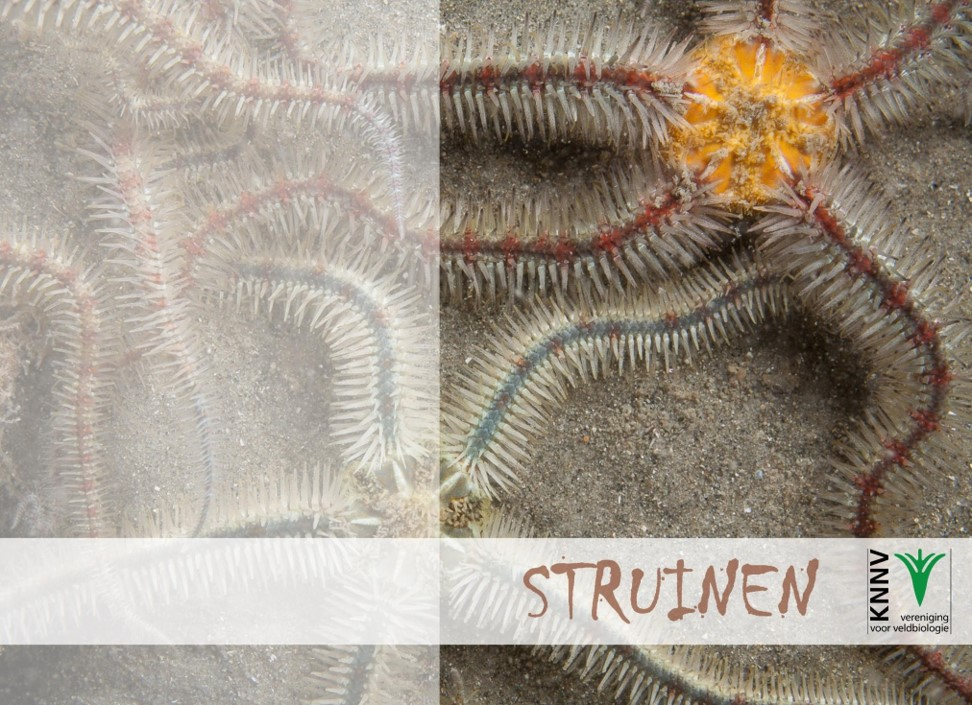 STRUINEN
KNNV
vereniging
voor veldbiologie